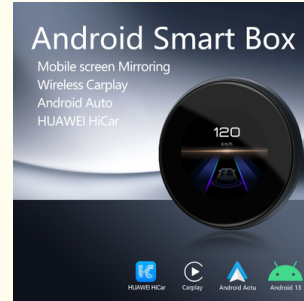 Android Smart Box
Mobile screen Mirroring
Wireless Carplay
Android Auto
HUAWEI HiCar
120
km/h
HUAWEI HiCar
Carplay
Android Aotu
Android 13